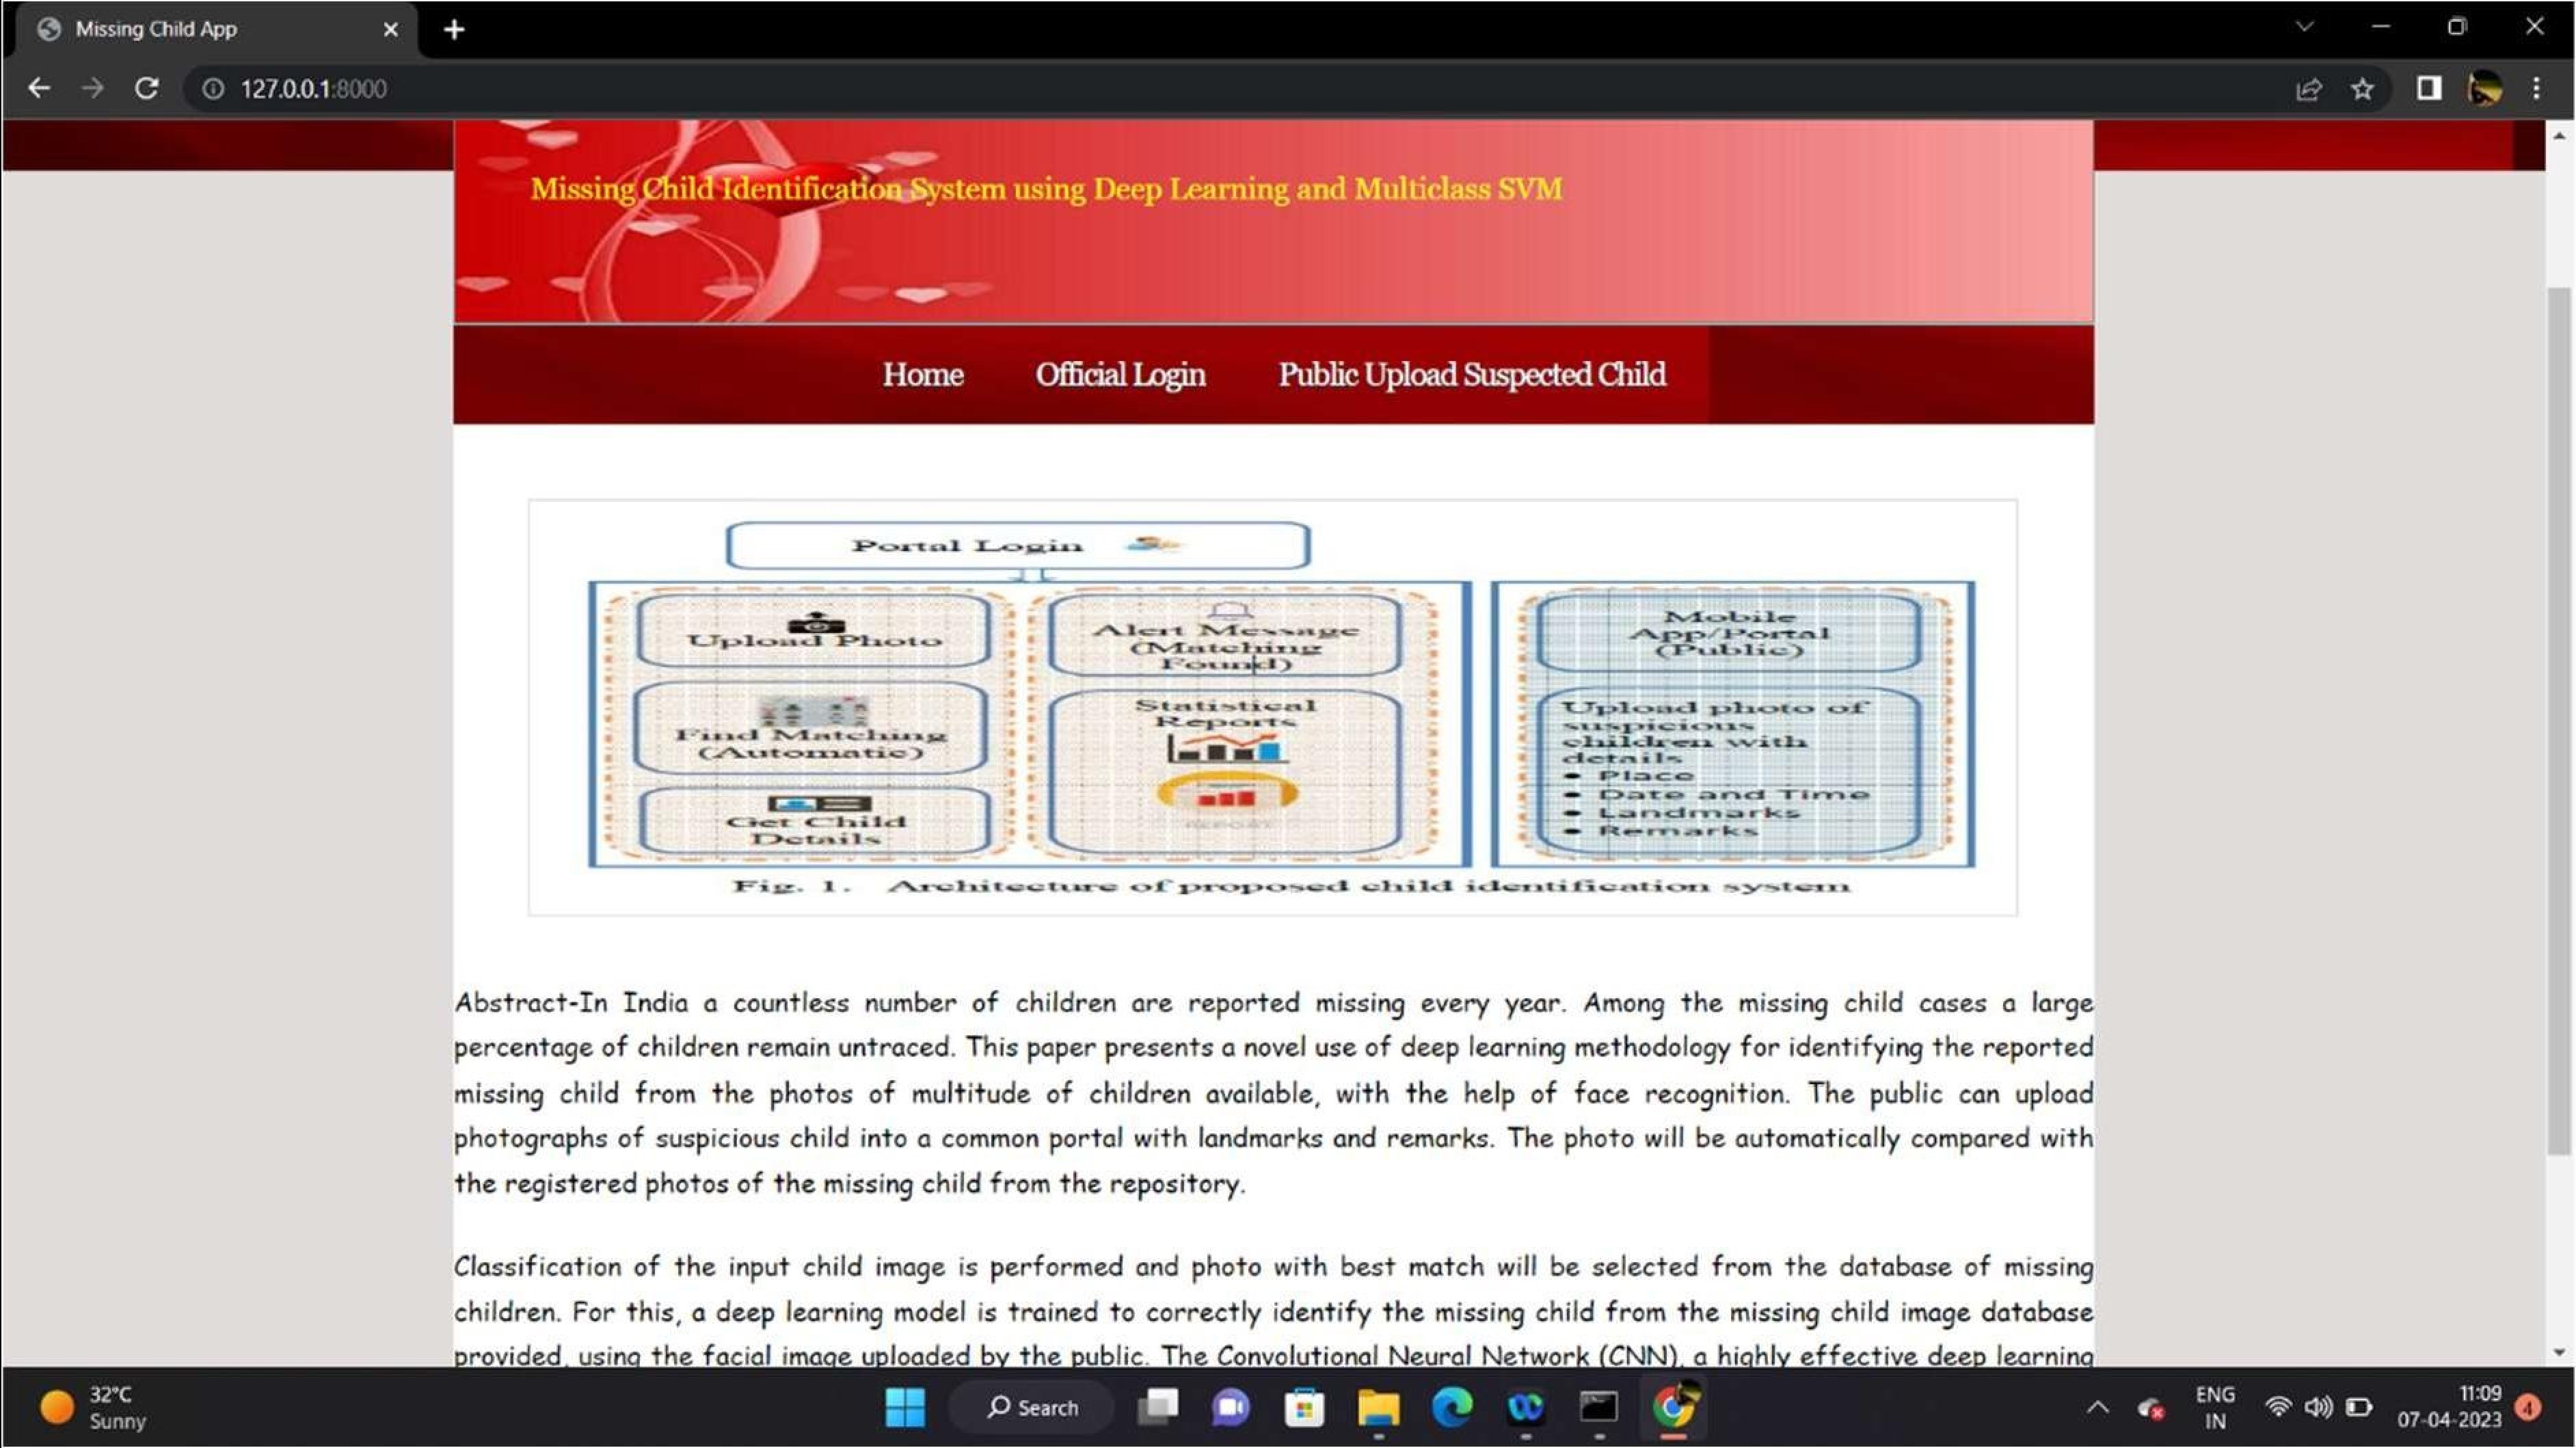 Missing Child App
127.0.0.1:8000
Missing Child Identification System using Deep Learning and Multiclass SVM
Home Official Login Public Upload Suspected Child
Portal Login
Upload Photo
Find Matching
(Automatic)
Get Child
Details
Alert Message
(Matching
Found)
Statistical
Reports
Mobile
App/Portal
(Public)
Upload photo of
suspicious
children with
details
• Place
• Date and Time
• Landmarks
• Remarks
Fig. 1. Architecture of proposed child identification system
Abstract-In India a countless number of children are reported missing every year. Among the missing child cases a large
percentage of children remain untraced. This paper presents a novel use of deep learning methodology for identifying the reported
missing child from the photos of multitude of children available, with the help of face recognition. The public can upload
photographs of suspicious child into a common portal with landmarks and remarks. The photo will be automatically compared with
the registered photos of the missing child from the repository.
Classification of the input child image is performed and photo with best match will be selected from the database of missing
children. For this, a deep learning model is trained to correctly identify the missing child from the missing child image database
provided, using the facial image uploaded by the public. The Convolutional Neural Network (CNN), a highly effective deep learning
32°C
Sunny
Search
ENG
IN
11:09
07-04-2023
4